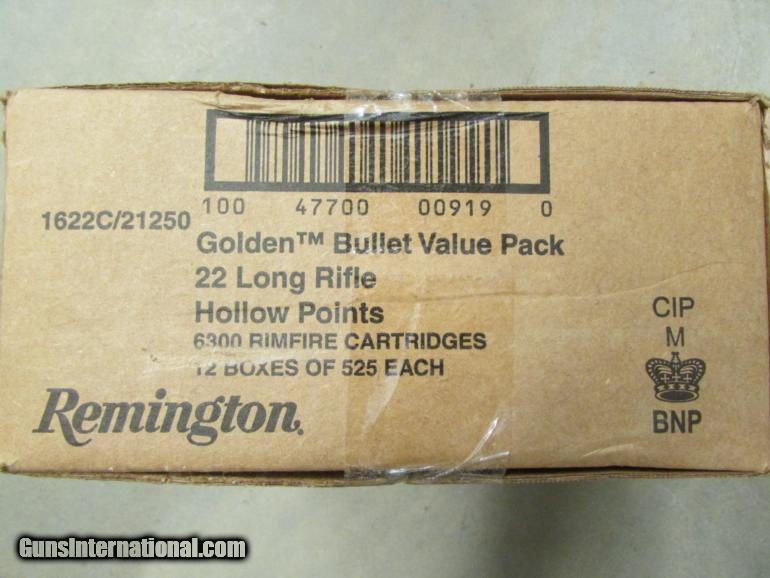 100 47700 00919 0
1622C/21250
Golden™ Bullet Value Pack
22 Long Rifle
Hollow Points
6300 RIMFIRE CARTRIDGES
12 BOXES OF 525 EACH
Remington.
CIP
M
BNP
GunsInternational.com